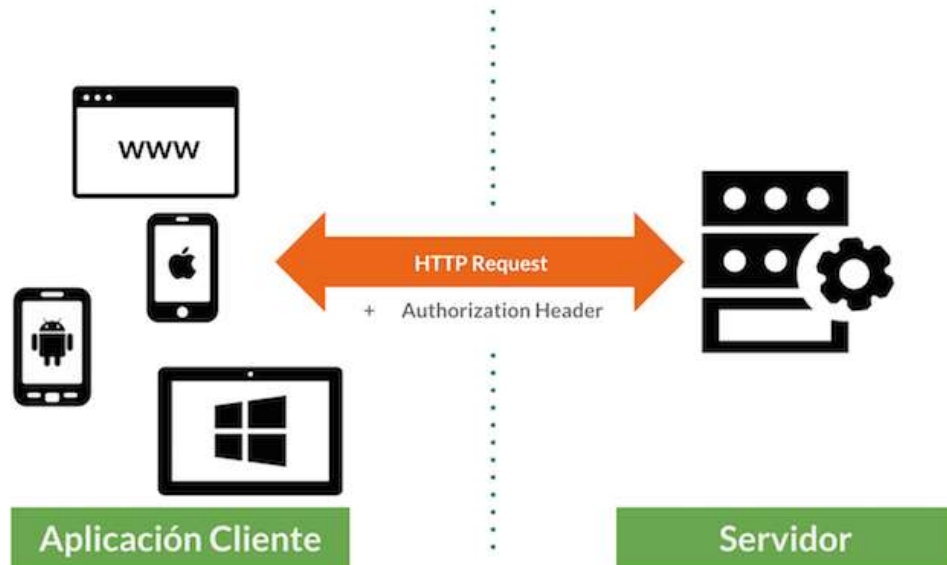 www
HTTP Request
+ Authorization Header
Aplicación Cliente
Servidor